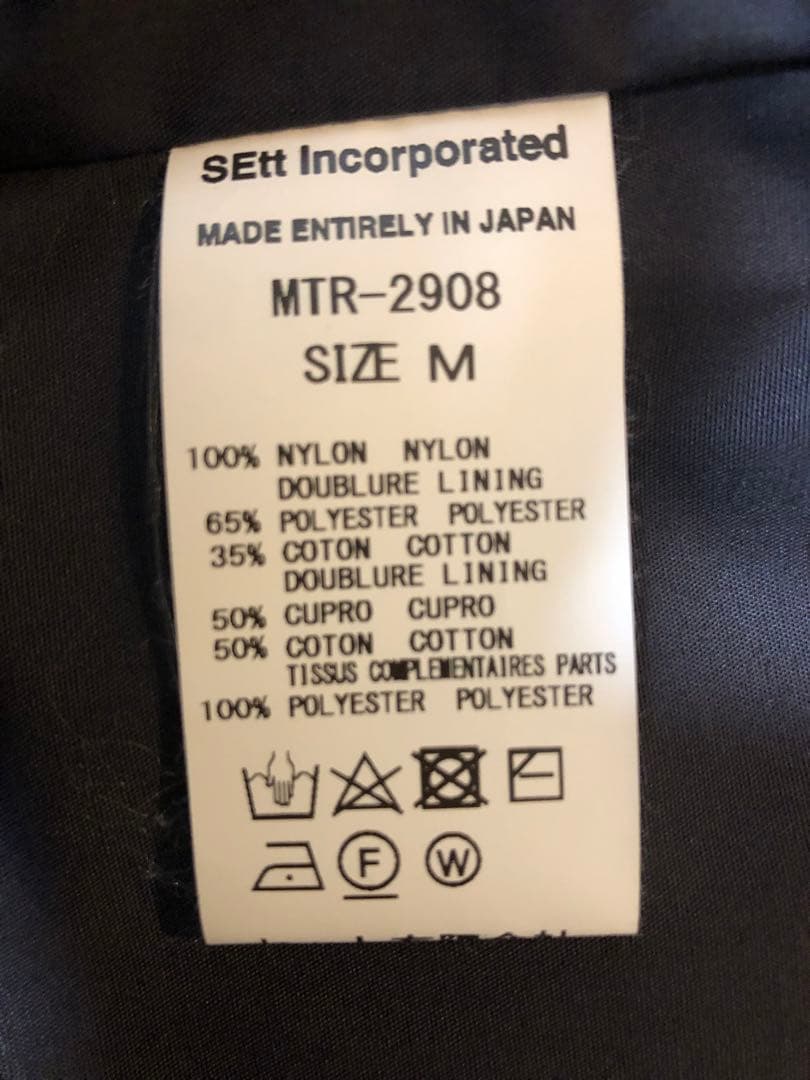 SEtt Incorporated
MADE ENTIRELY IN JAPAN
MTR-2908
SIZE M
100% NYLON NYLON
DOUBLURE LINING
65% POLYESTER POLYESTER
35% COTON COTTON
DOUBLURE LINING
50% CUPRO CUPRO
50% COTON COTTON
TISSUS COMPLEMENTAIRES PARTS
100% POLYESTER POLYESTER
F W